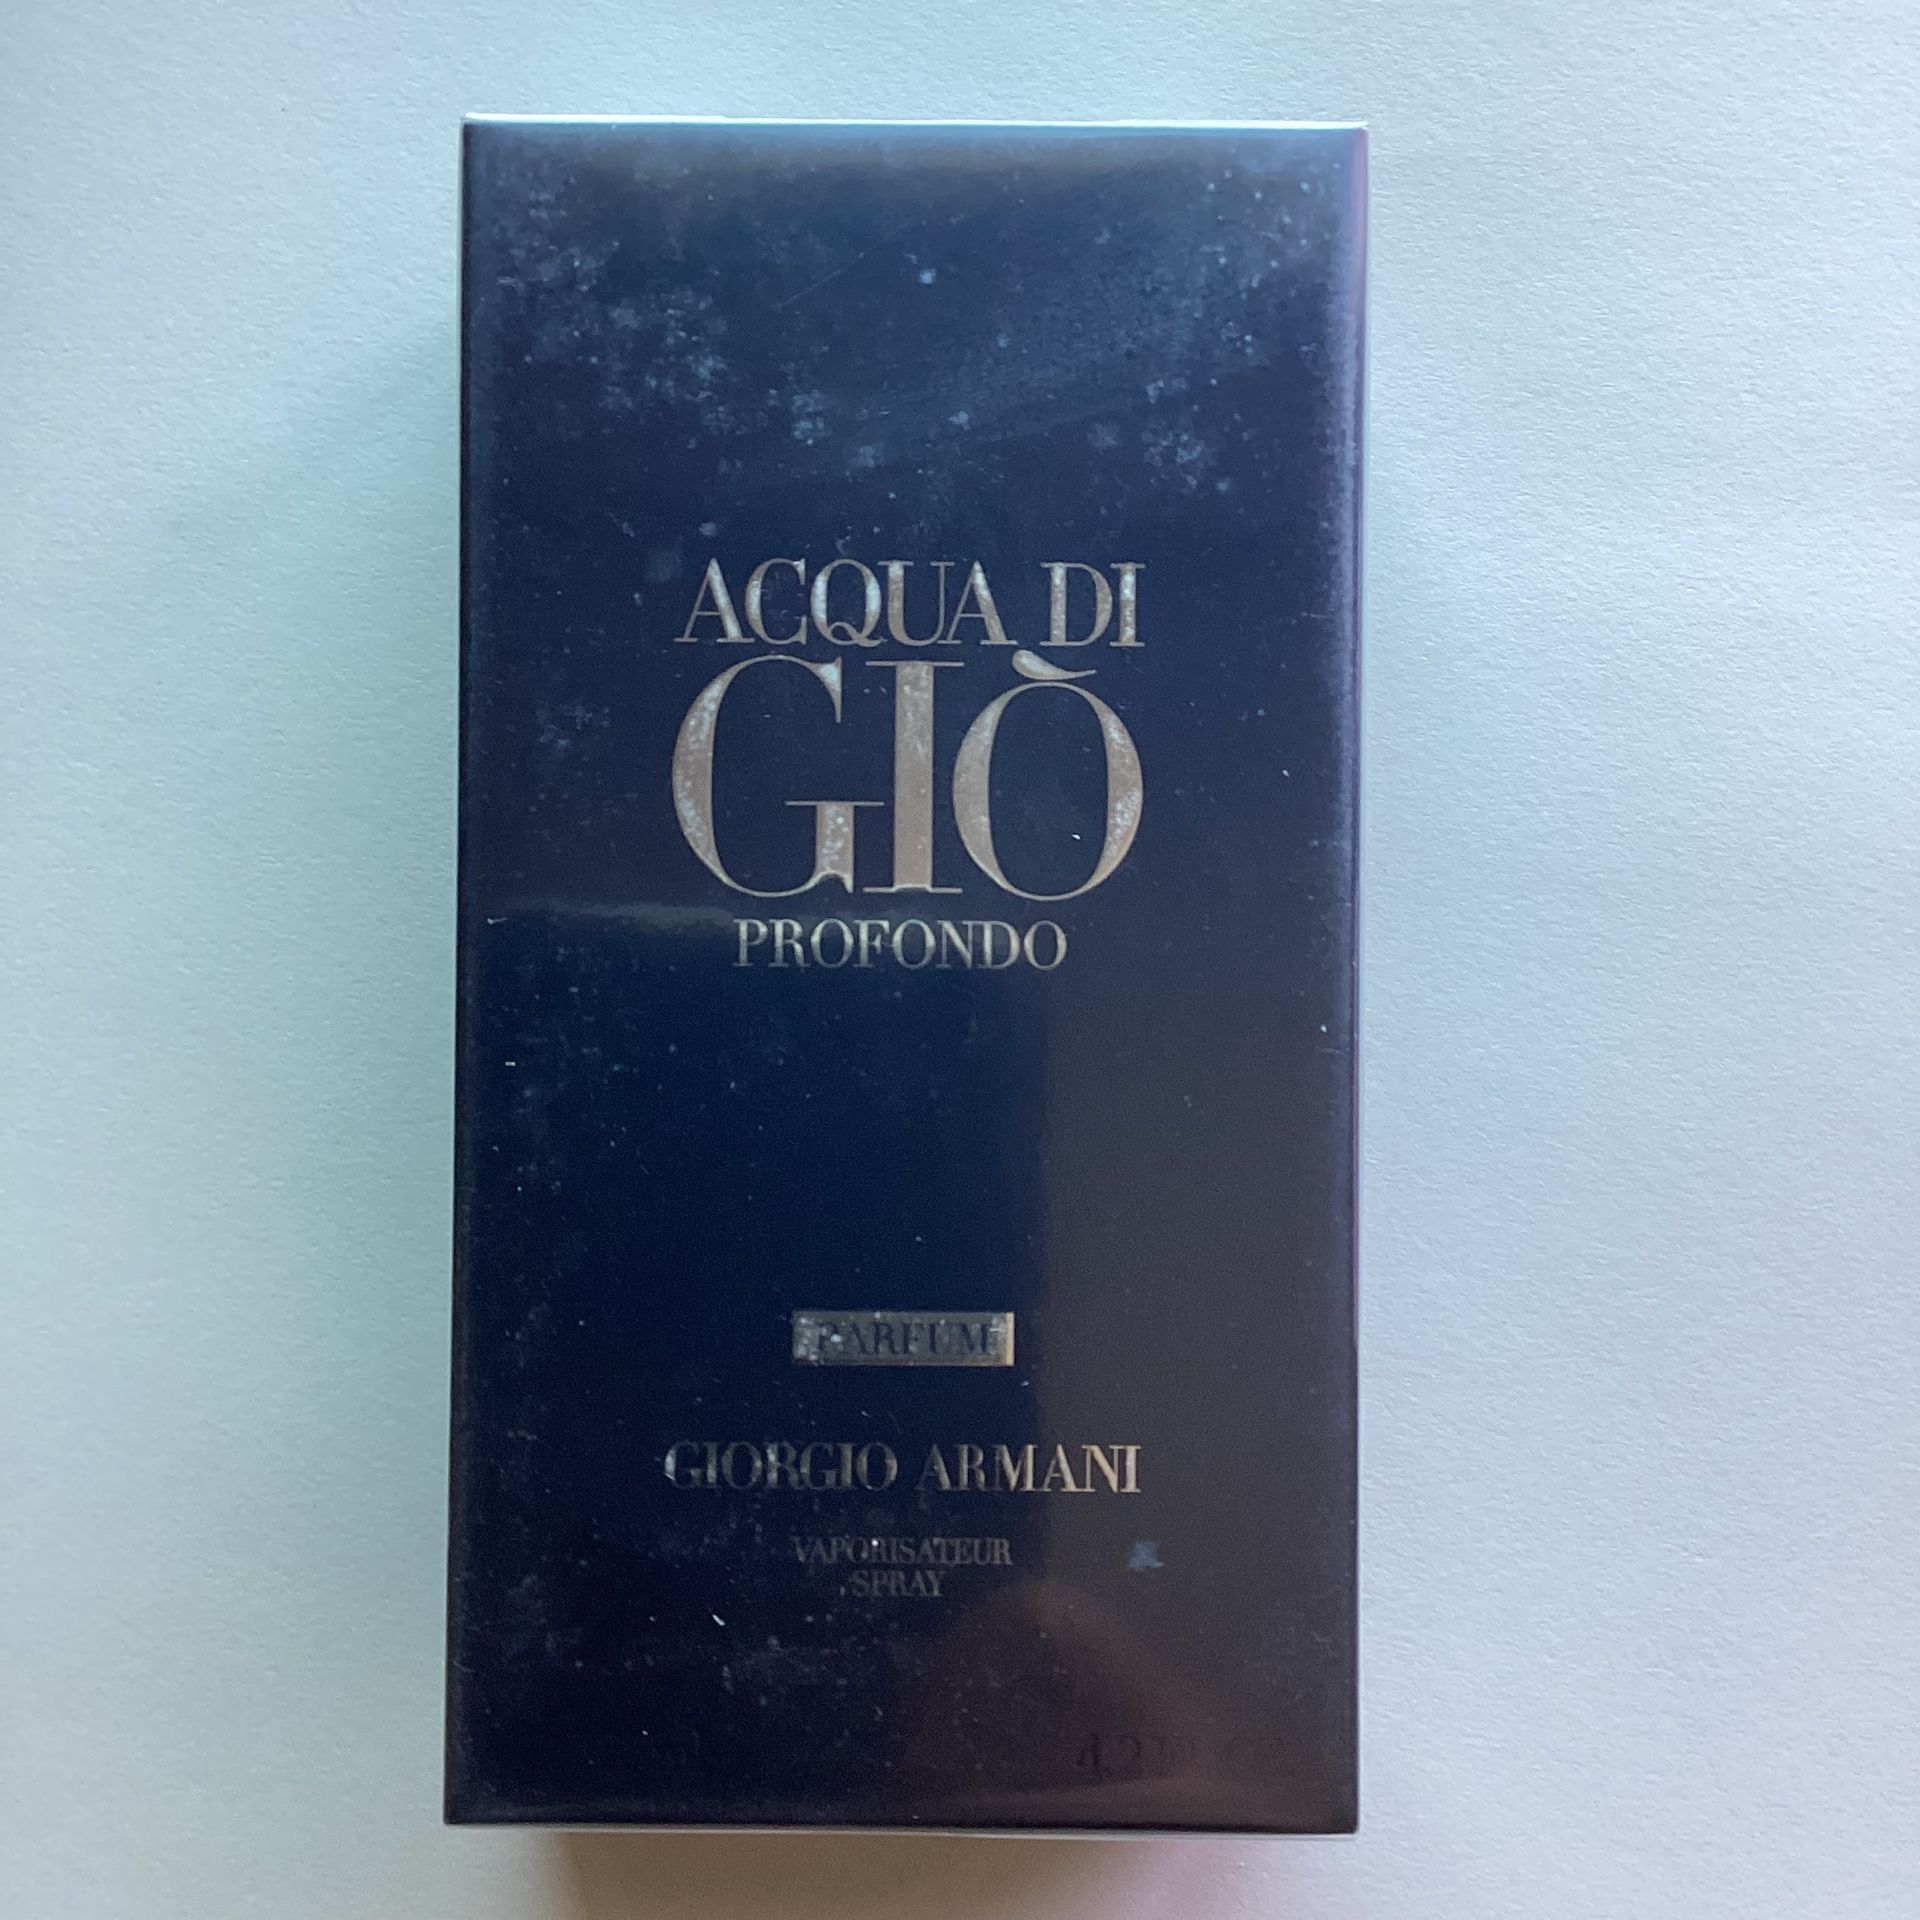 ACQUA DI
GIÒ
PROFONDO
PARFUM
GIORGIO ARMANI
VAPORISATEUR
SPRAY